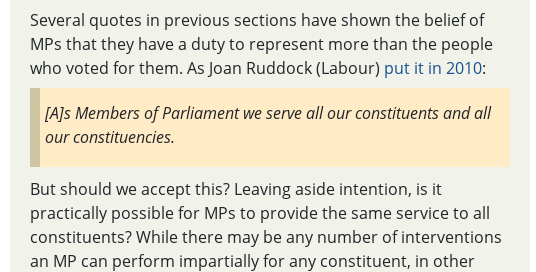 Several quotes in previous sections have shown the belief of
MPs that they have a duty to represent more than the people
who voted for them. As Joan Ruddock (Labour) put it in 2010:
[A]s Members of Parliament we serve all our constituents and all
our constituencies.
But should we accept this? Leaving aside intention, is it
practically possible for MPs to provide the same service to all
constituents? While there may be any number of interventions
an MP can perform impartially for any constituent, in other